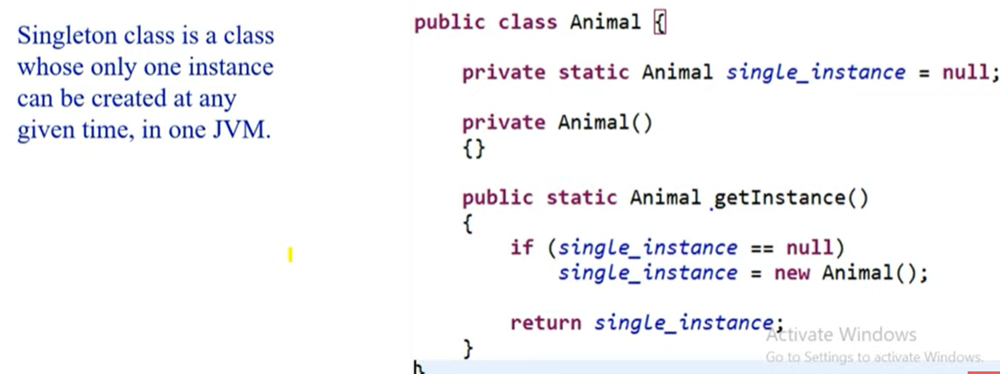 Singleton class is a class
whose only one instance
can be created at any
given time, in one JVM.
public class Animal {
private static Animal single_instance = null;
private Animal()
{}
public static Animal getInstance()
{
if (single_instance == null)
single_instance = new Animal();
return single_instance;
}
Activate Windows
Go to Settings to activate Windows.